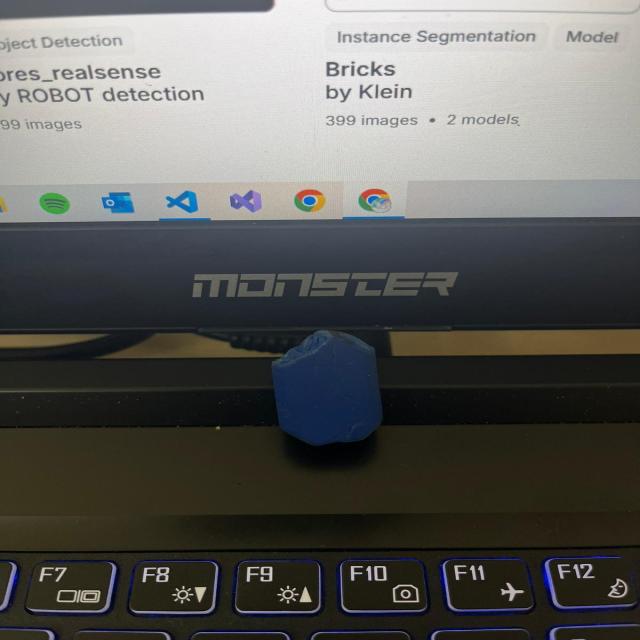 ject Detection
Instance Segmentation
Model
ores_realsense
y ROBOT detection
99 images
Bricks
by Klein
399 images • 2 models
MONSTER
F7
F8
F9
F10
F11
F12